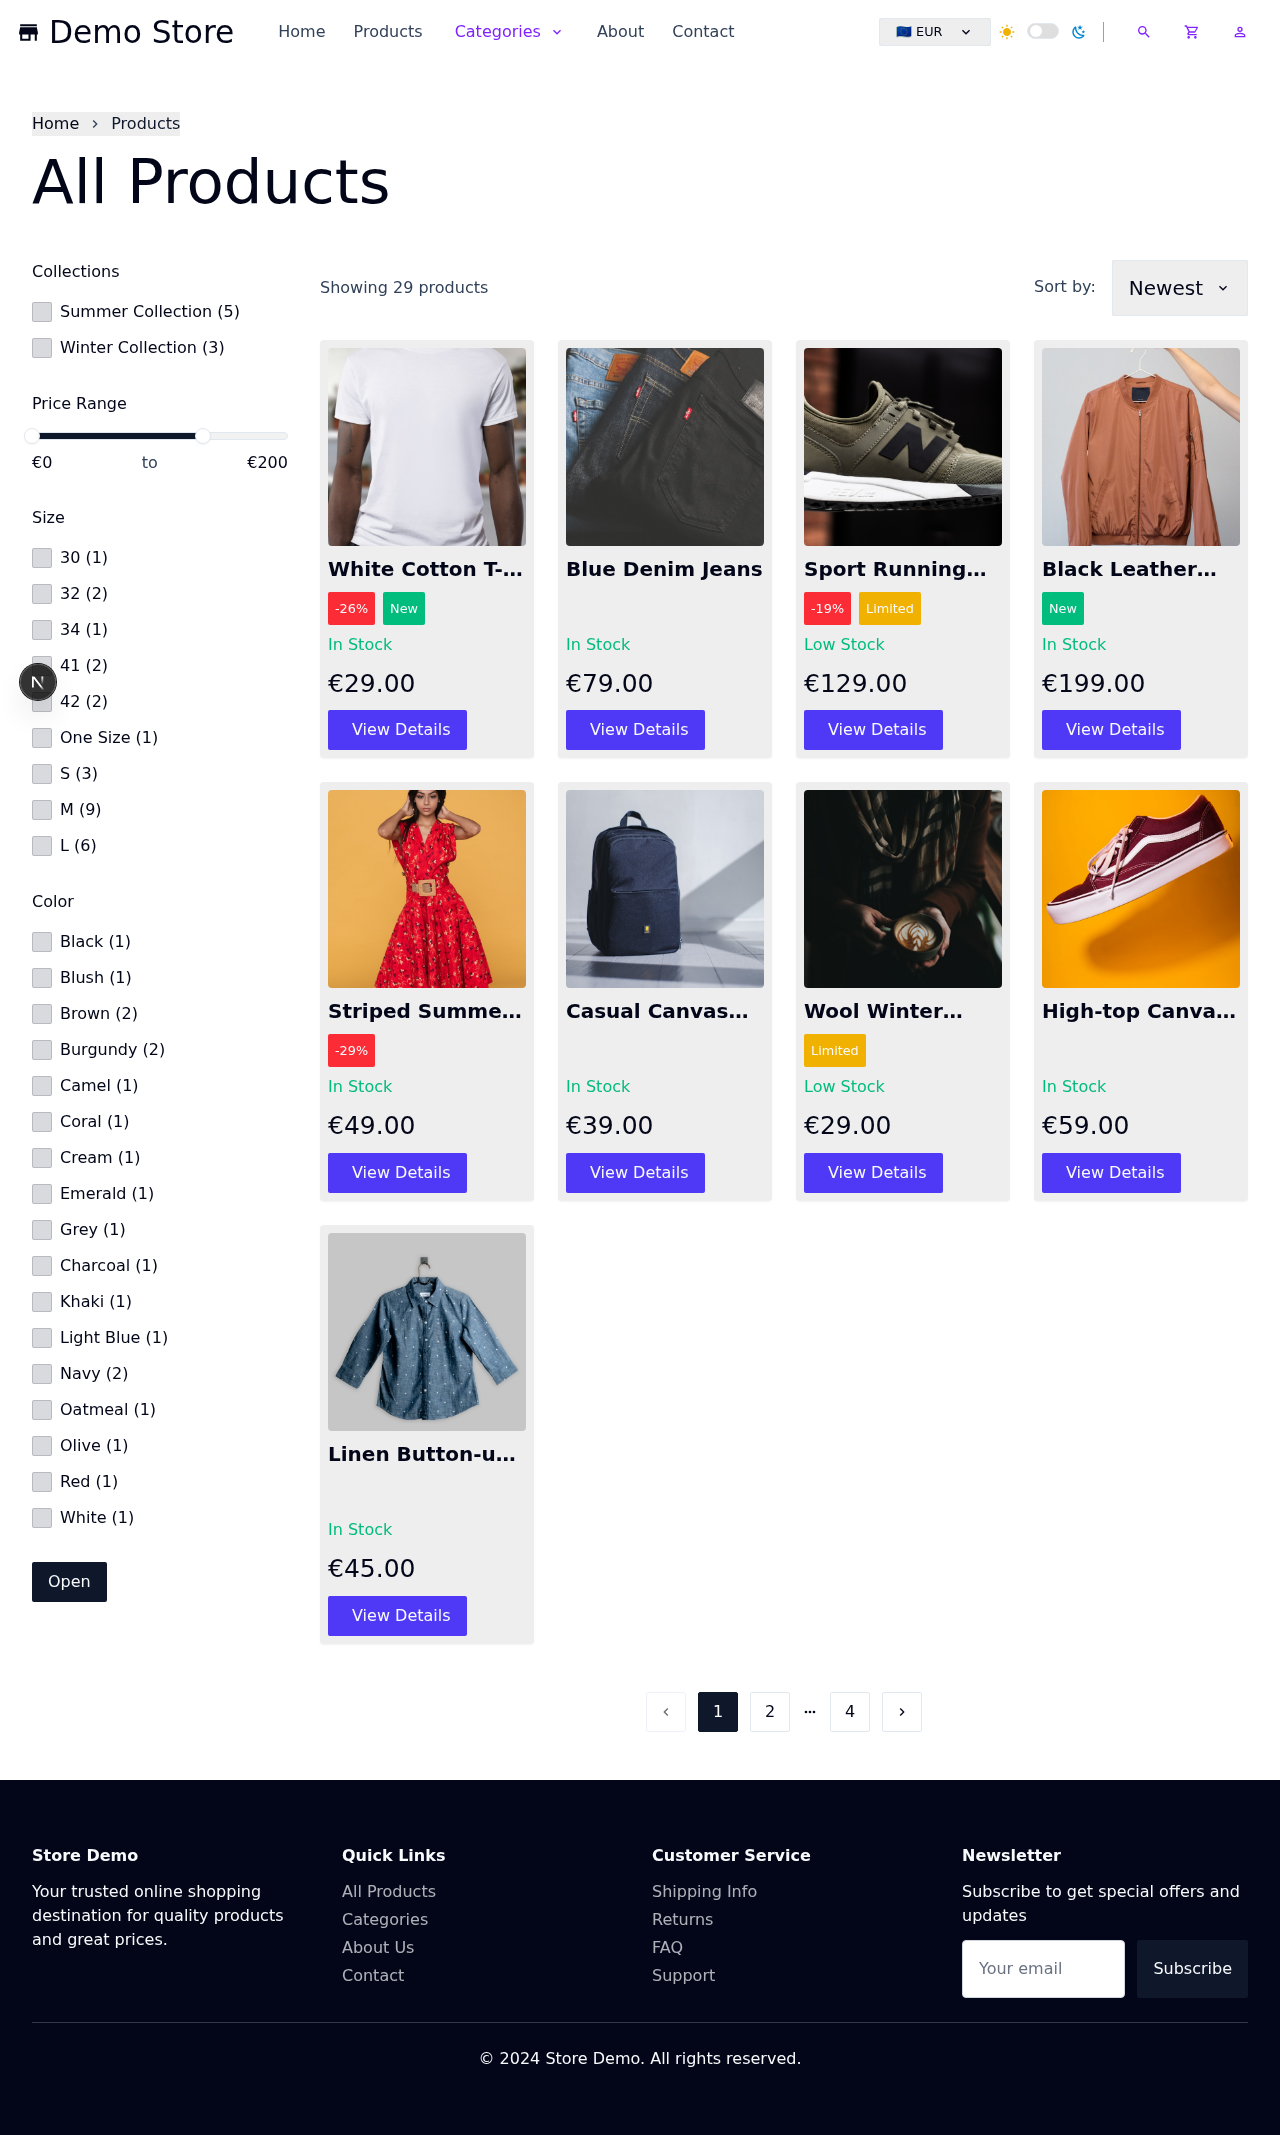 Demo Store
Home
Products
Categories
About
Contact
🇪🇺 EUR
Home
Products
All Products
Collections
Summer Collection (5)
Winter Collection (3)
Price Range
€0
to
€200
Size
30 (1)
32 (2)
34 (1)
41 (2)
42 (2)
One Size (1)
S (3)
M (9)
L (6)
Color
Black (1)
Blush (1)
Brown (2)
Burgundy (2)
Camel (1)
Coral (1)
Cream (1)
Emerald (1)
Grey (1)
Charcoal (1)
Khaki (1)
Light Blue (1)
Navy (2)
Oatmeal (1)
Olive (1)
Red (1)
White (1)
Open
N
Showing 29 products
Sort by:
Newest
White Cotton T-...
-26%
New
In Stock
€29.00
View Details
Blue Denim Jeans
In Stock
€79.00
View Details
N
Sport Running...
-19%
Limited
Low Stock
€129.00
View Details
Black Leather...
New
In Stock
€199.00
View Details
Striped Summe...
-29%
In Stock
€49.00
View Details
Casual Canvas...
In Stock
€39.00
View Details
Wool Winter...
Limited
Low Stock
€29.00
View Details
High-top Canva...
In Stock
€59.00
View Details
Linen Button-u...
In Stock
€45.00
View Details
1
2
...
4
Store Demo
Your trusted online shopping
destination for quality products
and great prices.
Quick Links
All Products
Categories
About Us
Contact
Customer Service
Shipping Info
Returns
FAQ
Support
Newsletter
Subscribe to get special offers and
updates
Your email
Subscribe
© 2024 Store Demo. All rights reserved.